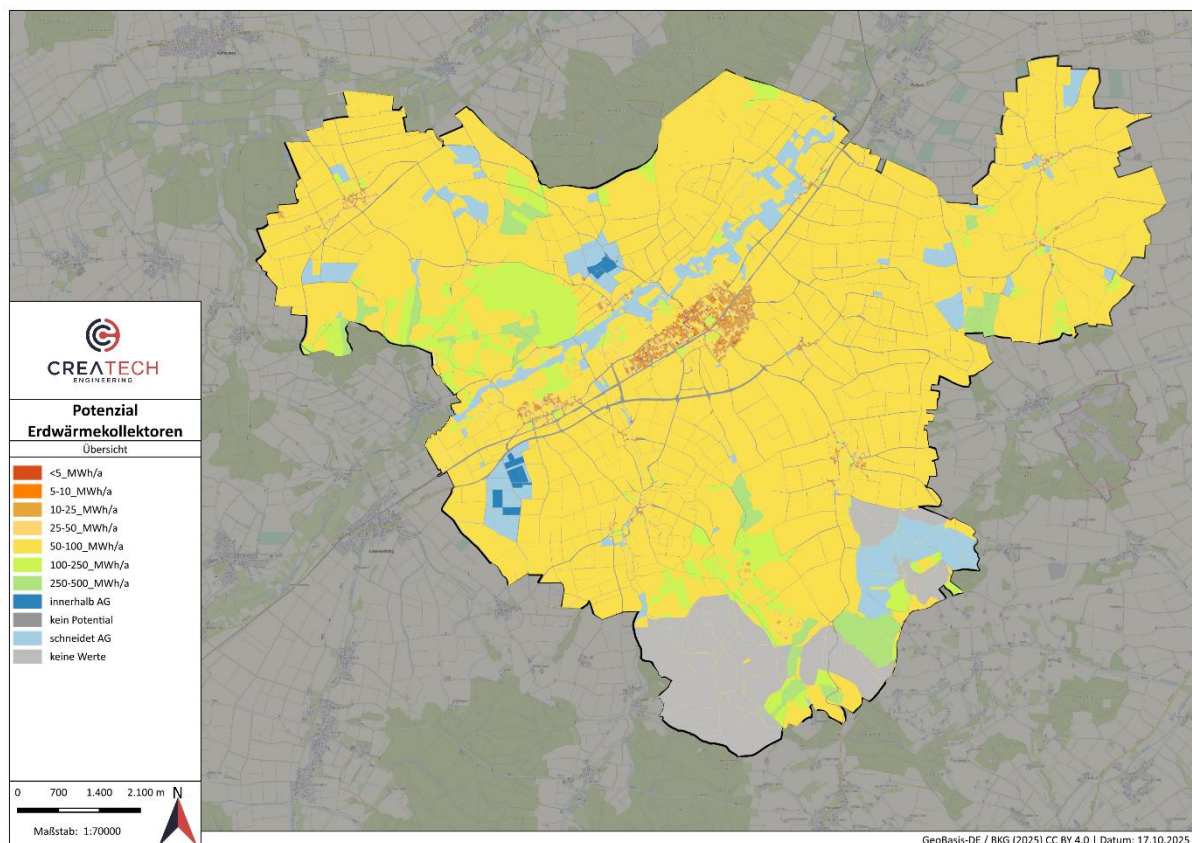 CREATECH
ENGINEERING
Potenzial
Erdwärmekollektoren
Übersicht
<5_MWh/a
5-10_MWh/a
10-25_MWh/a
25-50_MWh/a
50-100_MWh/a
100-250_MWh/a
250-500_MWh/a
innerhalb AG
kein Potential
schneidet AG
keine Werte
0 700 1.400 2.100 m
N
Maßstab: 1:70000
GeoBasis-DE / BKG (2025) CC BY 4.0 | Datum: 17.10.2025